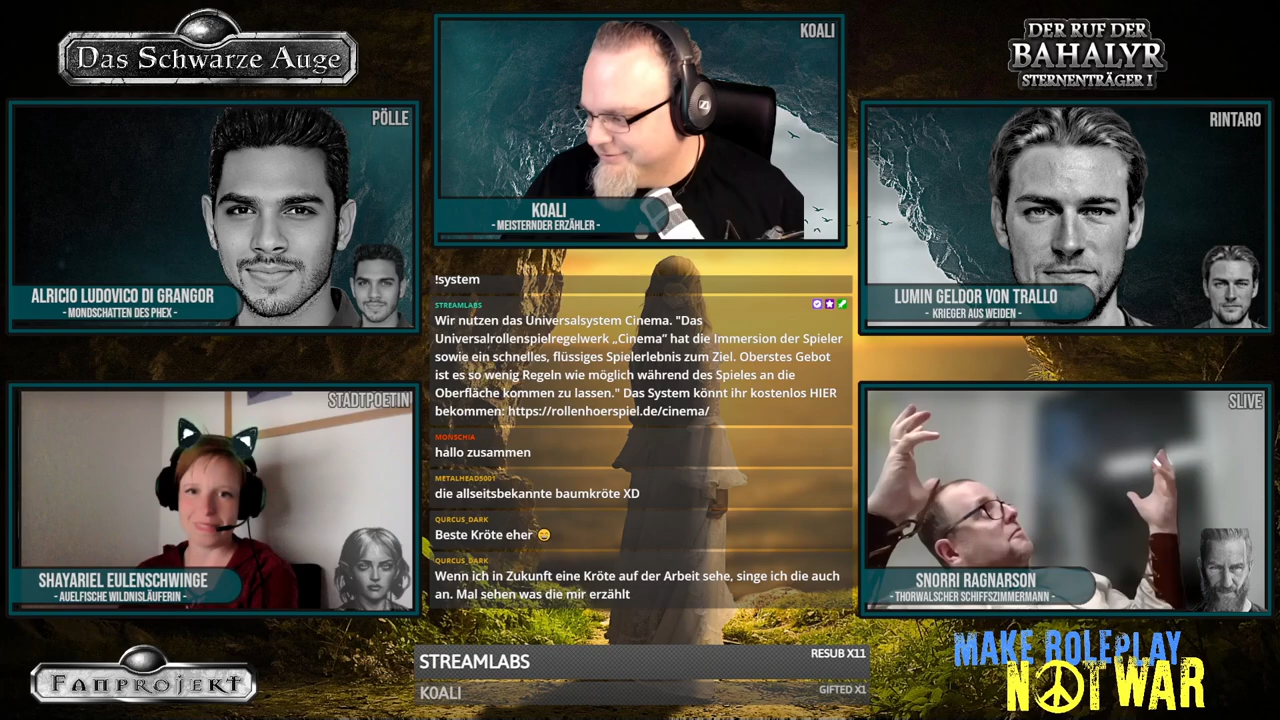 Das Schwarze Auge
KOALI
DER RUF DER
BAHALYR
STERNENTRÄGER I
PÖLLE
RINTARO
KOALI
- MEISTERNDER ERZÄHLER -
ALRICIO LUDOVICO DI GRANGOR
- MONDSCHATTEN DES PHEX -
LUMIN GELDOR VON TRALLO
- KRIEGER AUS WEIDEN -
!system
STREAMLABS
Wir nutzen das Universalsystem Cinema. "Das
Universalrollenspielregelwerk „Cinema“ hat die Immersion der Spieler
sowie ein schnelles, flüssiges Spielerlebnis zum Ziel. Oberstes Gebot
ist es so wenig Regeln wie möglich während des Spieles an die
Oberfläche kommen zu lassen." Das System könnt ihr kostenlos HIER
bekommen: https://rollenhoerspiel.de/cinema/
MONSCHIA
hallo zusammen
METALHEAD5001
die allseitsbekannte baumkröte XD
QURCUS_DARK
Beste Kröte eher 😄
QURCUS_DARK
Wenn ich in Zukunft eine Kröte auf der Arbeit sehe, singe ich die auch
an. Mal sehen was die mir erzählt
STADTPOETIN
SLIVE
SHAYARIEL EULENSCHWINGE
- AUELFISCHE WILDNISLÄUFERIN -
SNORRI RAGNARSON
- THORWALSCHER SCHIFFSZIMMERMANN -
FANPROJEKT
STREAMLABS
RESUB X11
KOALI
GIFTED X1
MAKE ROLEPLAY
NOT WAR